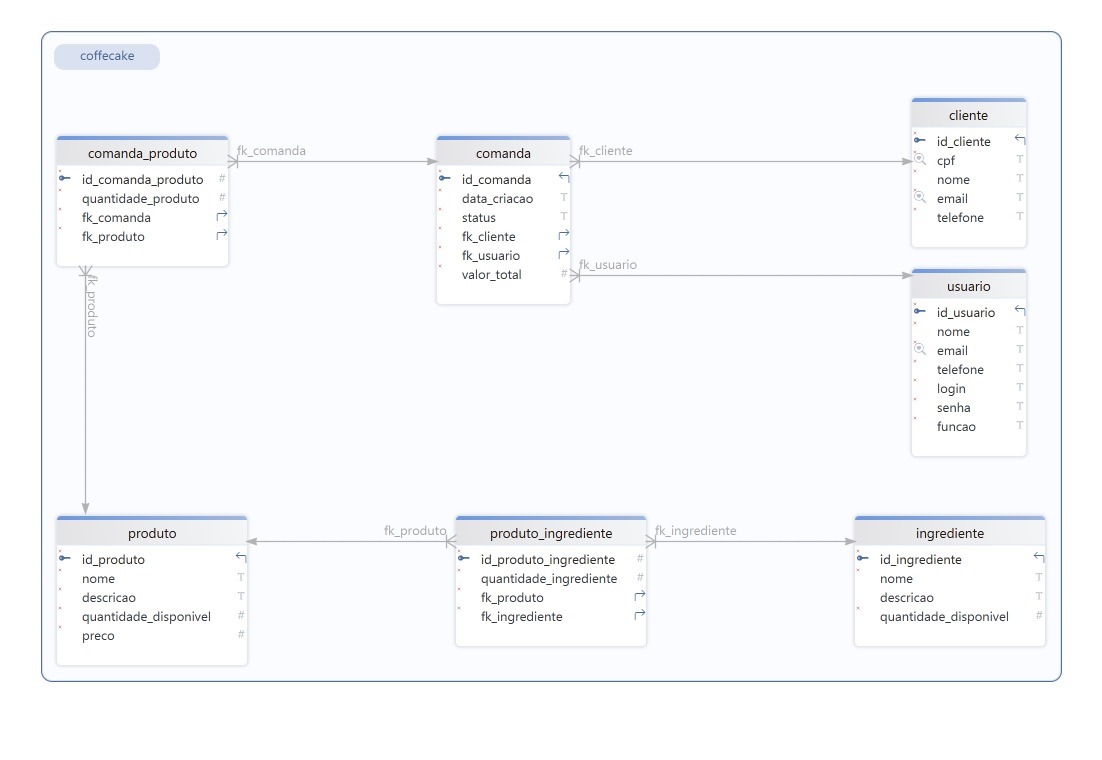 coffecake
comanda_produto
id_comanda_produto #
quantidade_produto #
fk_comanda
fk_produto
fk_comanda
comanda
id_comanda
data_criacao T
status T
fk_cliente
fk_usuario
valor_total #
fk_cliente
cliente
id_cliente
cpf T
nome T
email T
telefone T
fk_usuario
usuario
id_usuario
nome T
email T
telefone T
login T
senha T
funcao T
fk_produto
produto
id_produto
nome T
descricao T
quantidade_disponivel #
preco #
fk_produto
produto_ingrediente
id_produto_ingrediente #
quantidade_ingrediente #
fk_produto
fk_ingrediente
fk_ingrediente
ingrediente
id_ingrediente
nome T
descricao T
quantidade_disponivel #